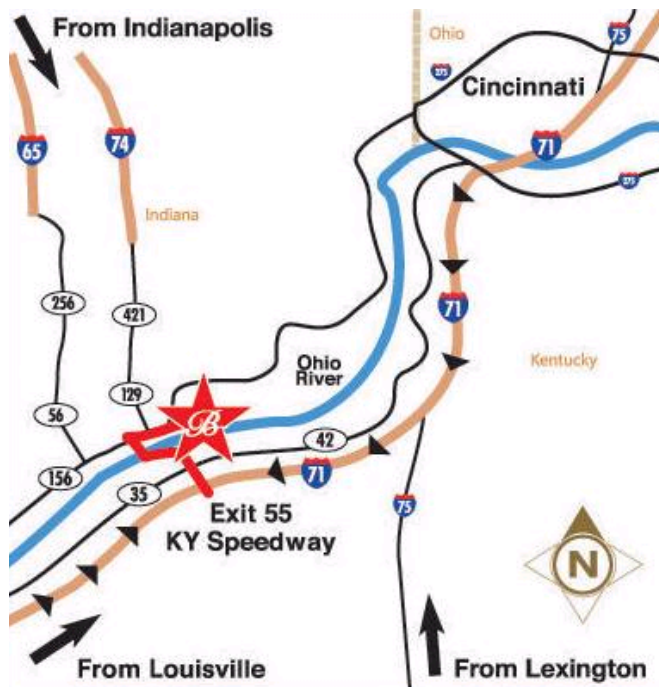 From Indianapolis
Ohio
75
275
Cincinnati
65
74
71
Indiana
275
256
421
71
Ohio
River
Kentucky
129
56
B
42
156
35
71
75
Exit 55
KY Speedway
N
From Louisville
From Lexington